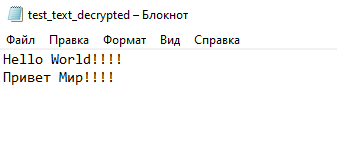 test_text_decrypted – Блокнот
Файл Правка Формат Вид Справка
Hello World!!!!
Привет Мир!!!!